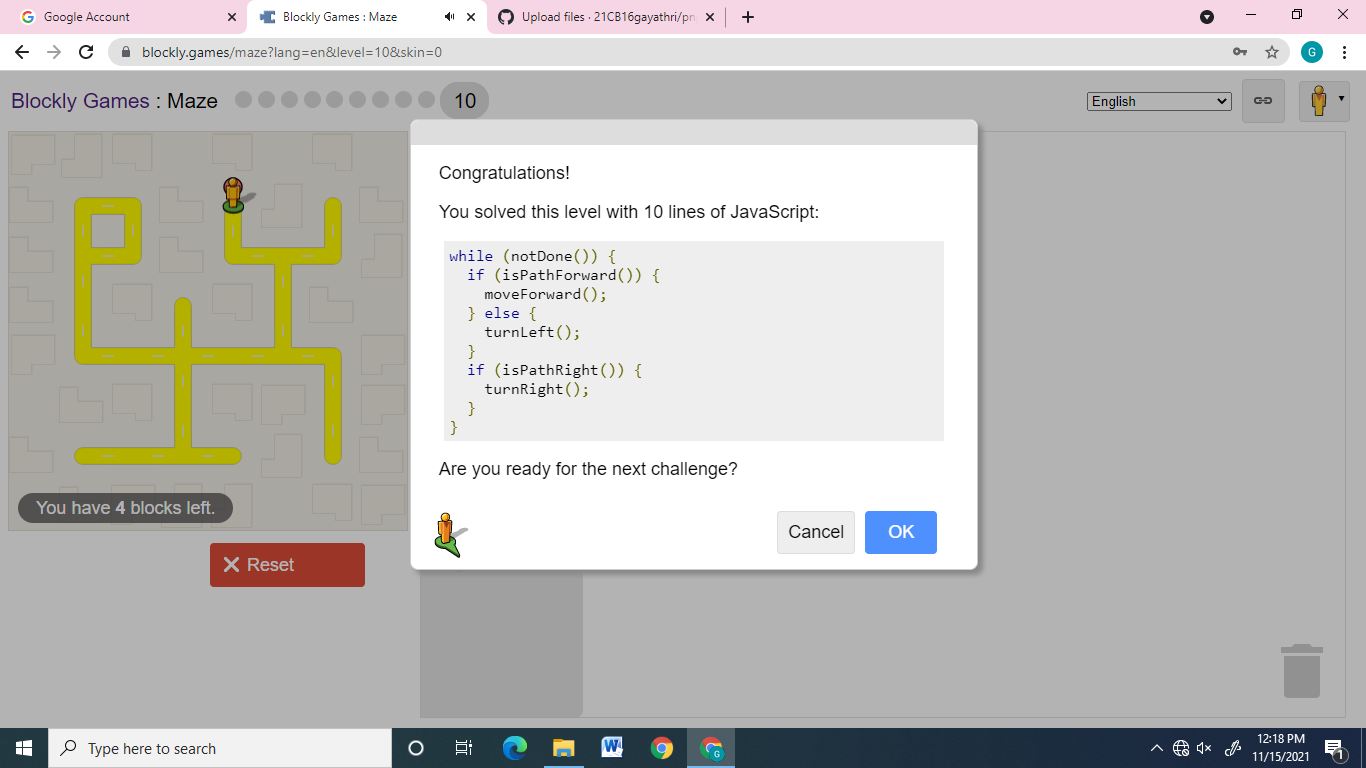 Google Account
Blockly Games : Maze
Upload files · 21CB16gayathri/pn
blockly.games/maze?lang=en&level=10&skin=0
G
Blockly Games : Maze
10
English
Congratulations!
You solved this level with 10 lines of JavaScript:
while (notDone()) {
  if (isPathForward()) {
    moveForward();
  } else {
    turnLeft();
  }
  if (isPathRight()) {
    turnRight();
  }
}
Are you ready for the next challenge?
Cancel
OK
You have 4 blocks left.
Reset
Type here to search
12:18 PM
11/15/2021
1